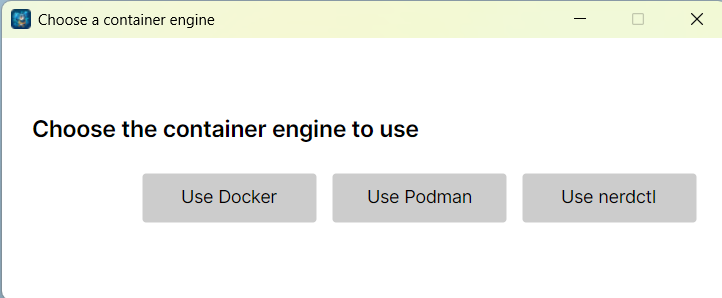 Choose a container engine
Choose the container engine to use
Use Docker
Use Podman
Use nerdctl